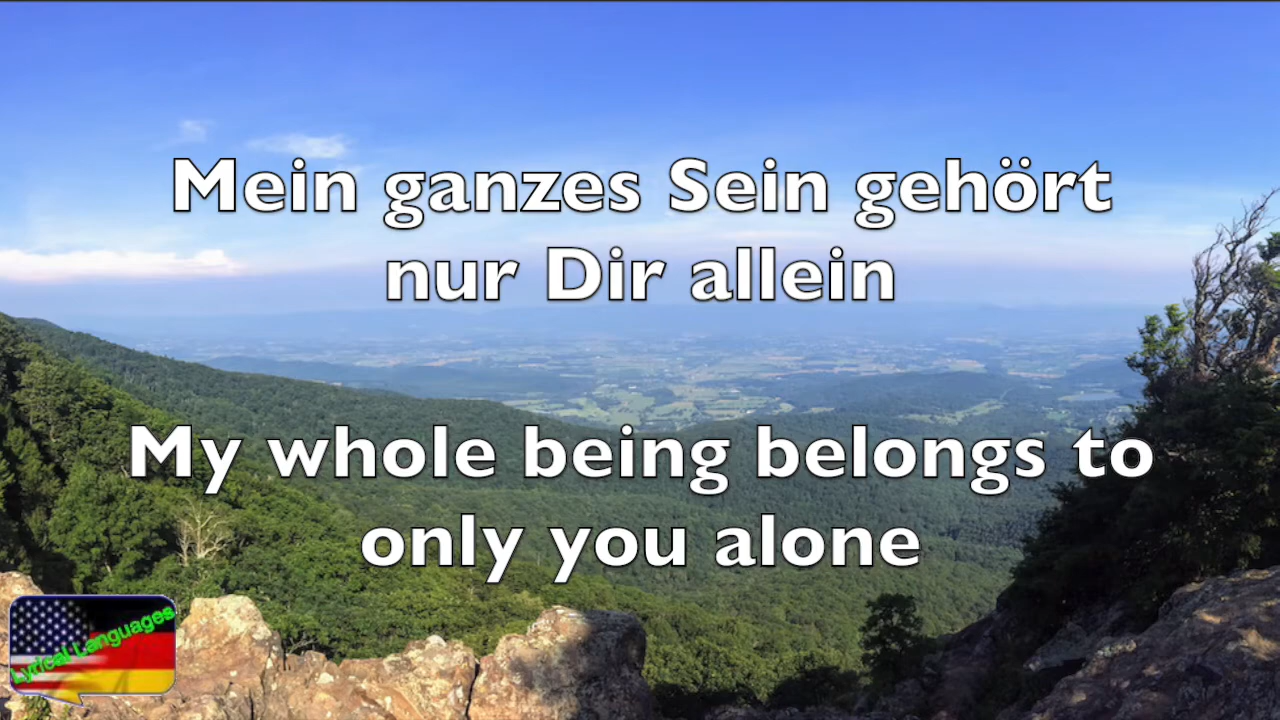 Mein ganzes Sein gehört
nur Dir allein
My whole being belongs to
only you alone
Lyrical Languages